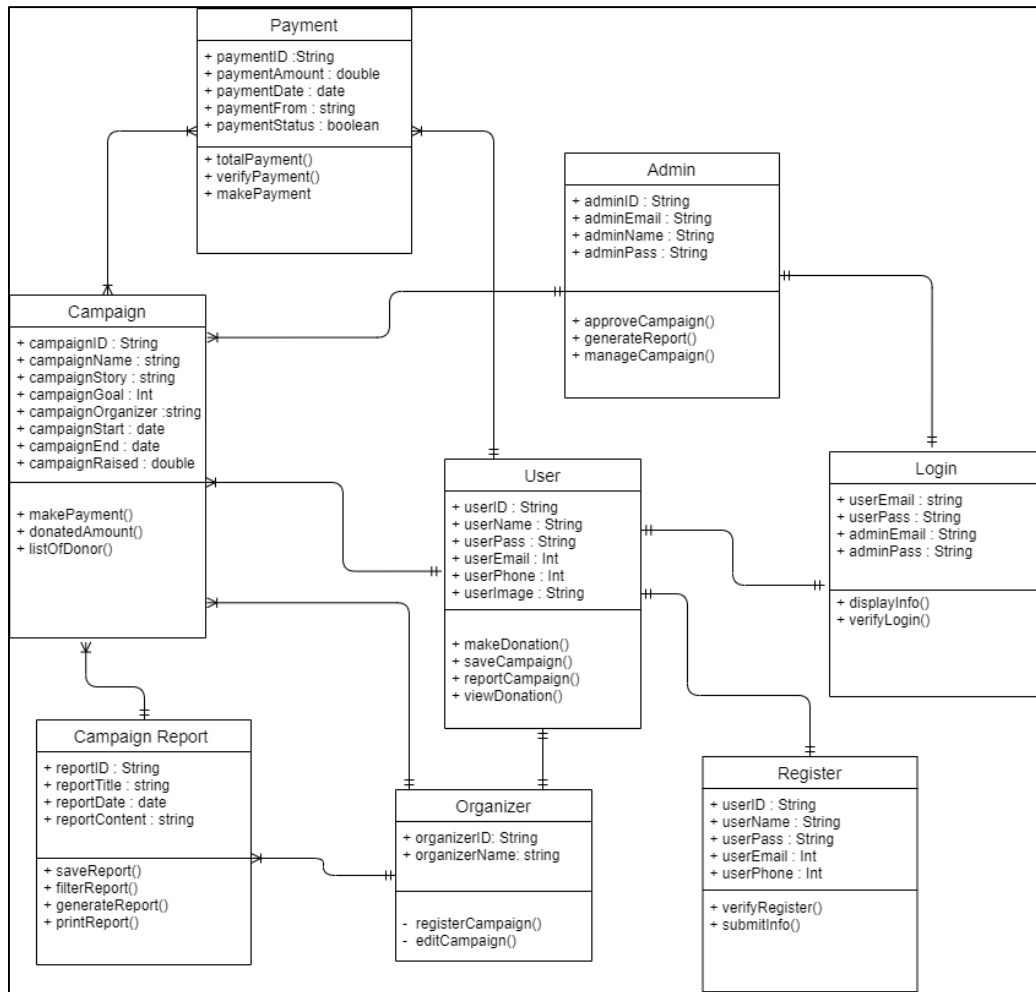 Payment
+ paymentID :String
+ paymentAmount : double
+ paymentDate : date
+ paymentFrom : string
+ paymentStatus : boolean
+ totalPayment()
+ verifyPayment()
+ makePayment
Admin
+ adminID : String
+ adminEmail : String
+ adminName : String
+ adminPass : String
+ approveCampaign()
+ generateReport()
+ manageCampaign()
Campaign
+ campaignID : String
+ campaignName : string
+ campaignStory : string
+ campaignGoal : Int
+ campaignOrganizer :string
+ campaignStart : date
+ campaignEnd : date
+ campaignRaised : double
+ makePayment()
+ donatedAmount()
+ listOfDonor()
User
+ userID : String
+ userName : String
+ userPass : String
+ userEmail : Int
+ userPhone : Int
+ userImage : String
+ makeDonation()
+ saveCampaign()
+ reportCampaign()
+ viewDonation()
Login
+ userEmail : string
+ userPass : String
+ adminEmail : String
+ adminPass : String
+ displayInfo()
+ verifyLogin()
Campaign Report
+ reportID : String
+ reportTitle : string
+ reportDate : date
+ reportContent : string
+ saveReport()
+ filterReport()
+ generateReport()
+ printReport()
Organizer
+ organizerID: String
+ organizerName: string
- registerCampaign()
- editCampaign()
Register
+ userID : String
+ userName : String
+ userPass : String
+ userEmail : Int
+ userPhone : Int
+ verifyRegister()
+ submitInfo()